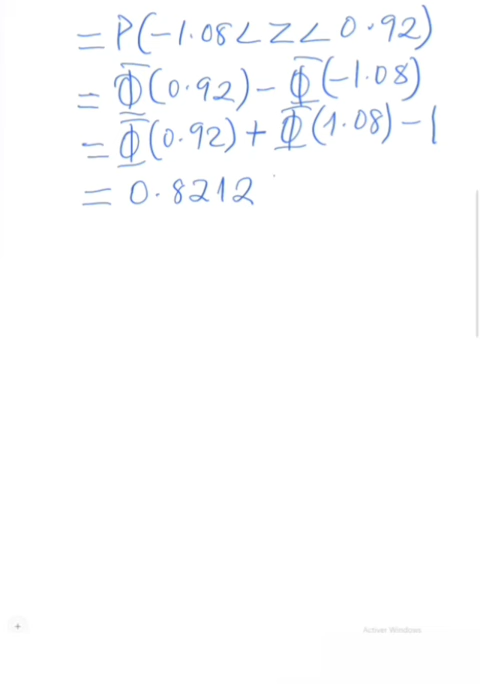 = P(-1.08 < Z < 0.92)
= Φ(0.92) - Φ(-1.08)
= Φ(0.92) + Φ(1.08) - 1
= 0.8212
+
Activer Windows